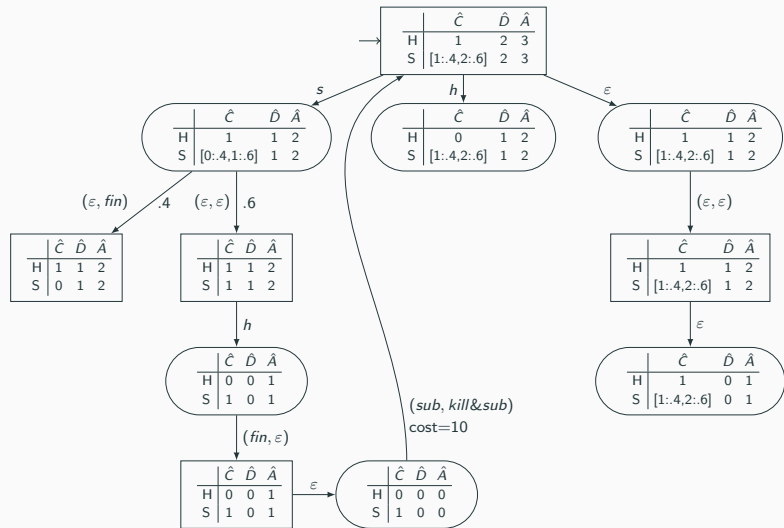 Ĉ D̂ Â
H 1 2 3
S [1:.4,2:.6] 2 3
s
h
ε
Ĉ D̂ Â
H 1 1 2
S [0:.4,1:.6] 1 2
Ĉ D̂ Â
H 0 1 2
S [1:.4,2:.6] 1 2
Ĉ D̂ Â
H 1 1 2
S [1:.4,2:.6] 1 2
(ε, fin)
.4
(ε, ε)
.6
(ε, ε)
Ĉ D̂ Â
H 1 1 2
S 0 1 2
Ĉ D̂ Â
H 1 1 2
S 1 1 2
Ĉ D̂ Â
H 1 1 2
S [1:.4,2:.6] 1 2
h
ε
Ĉ D̂ Â
H 0 0 1
S 1 0 1
Ĉ D̂ Â
H 1 0 1
S [1:.4,2:.6] 0 1
(sub, kill&sub)
cost=10
(fin, ε)
Ĉ D̂ Â
H 0 0 1
S 1 0 1
ε
Ĉ D̂ Â
H 0 0 0
S 1 0 0